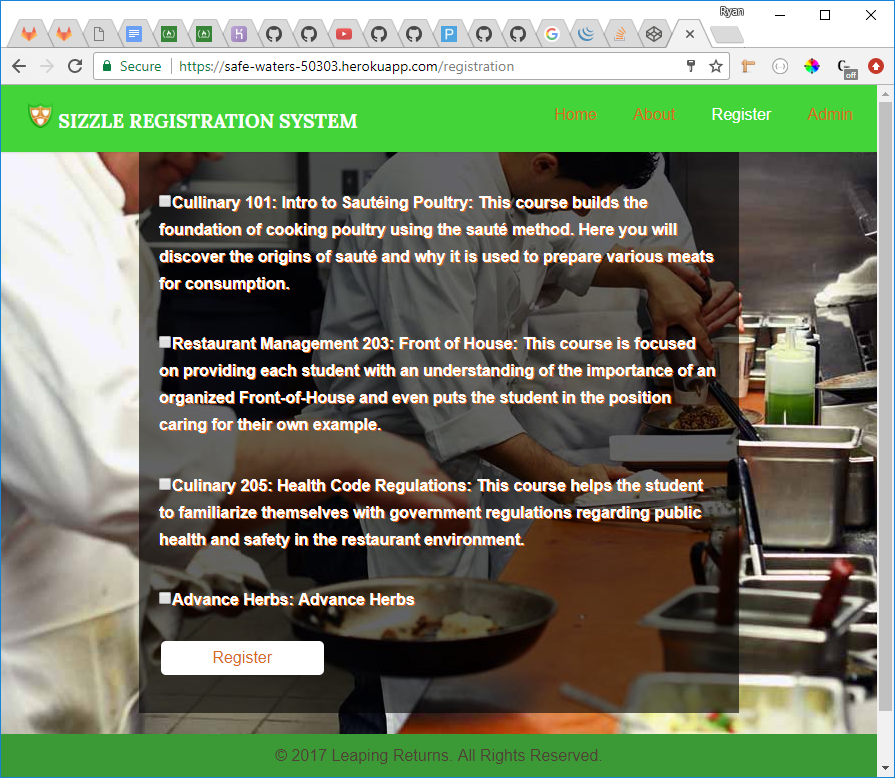 Ryan
Secure
https://safe-waters-50303.herokuapp.com/registration
off
SIZZLE REGISTRATION SYSTEM
Home
About
Register
Admin
Cullinary 101: Intro to Sautéing Poultry: This course builds the
foundation of cooking poultry using the sauté method. Here you will
discover the origins of sauté and why it is used to prepare various meats
for consumption.
Restaurant Management 203: Front of House: This course is focused
on providing each student with an understanding of the importance of an
organized Front-of-House and even puts the student in the position
caring for their own example.
Culinary 205: Health Code Regulations: This course helps the student
to familiarize themselves with government regulations regarding public
health and safety in the restaurant environment.
Advance Herbs: Advance Herbs
Register
© 2017 Leaping Returns. All Rights Reserved.